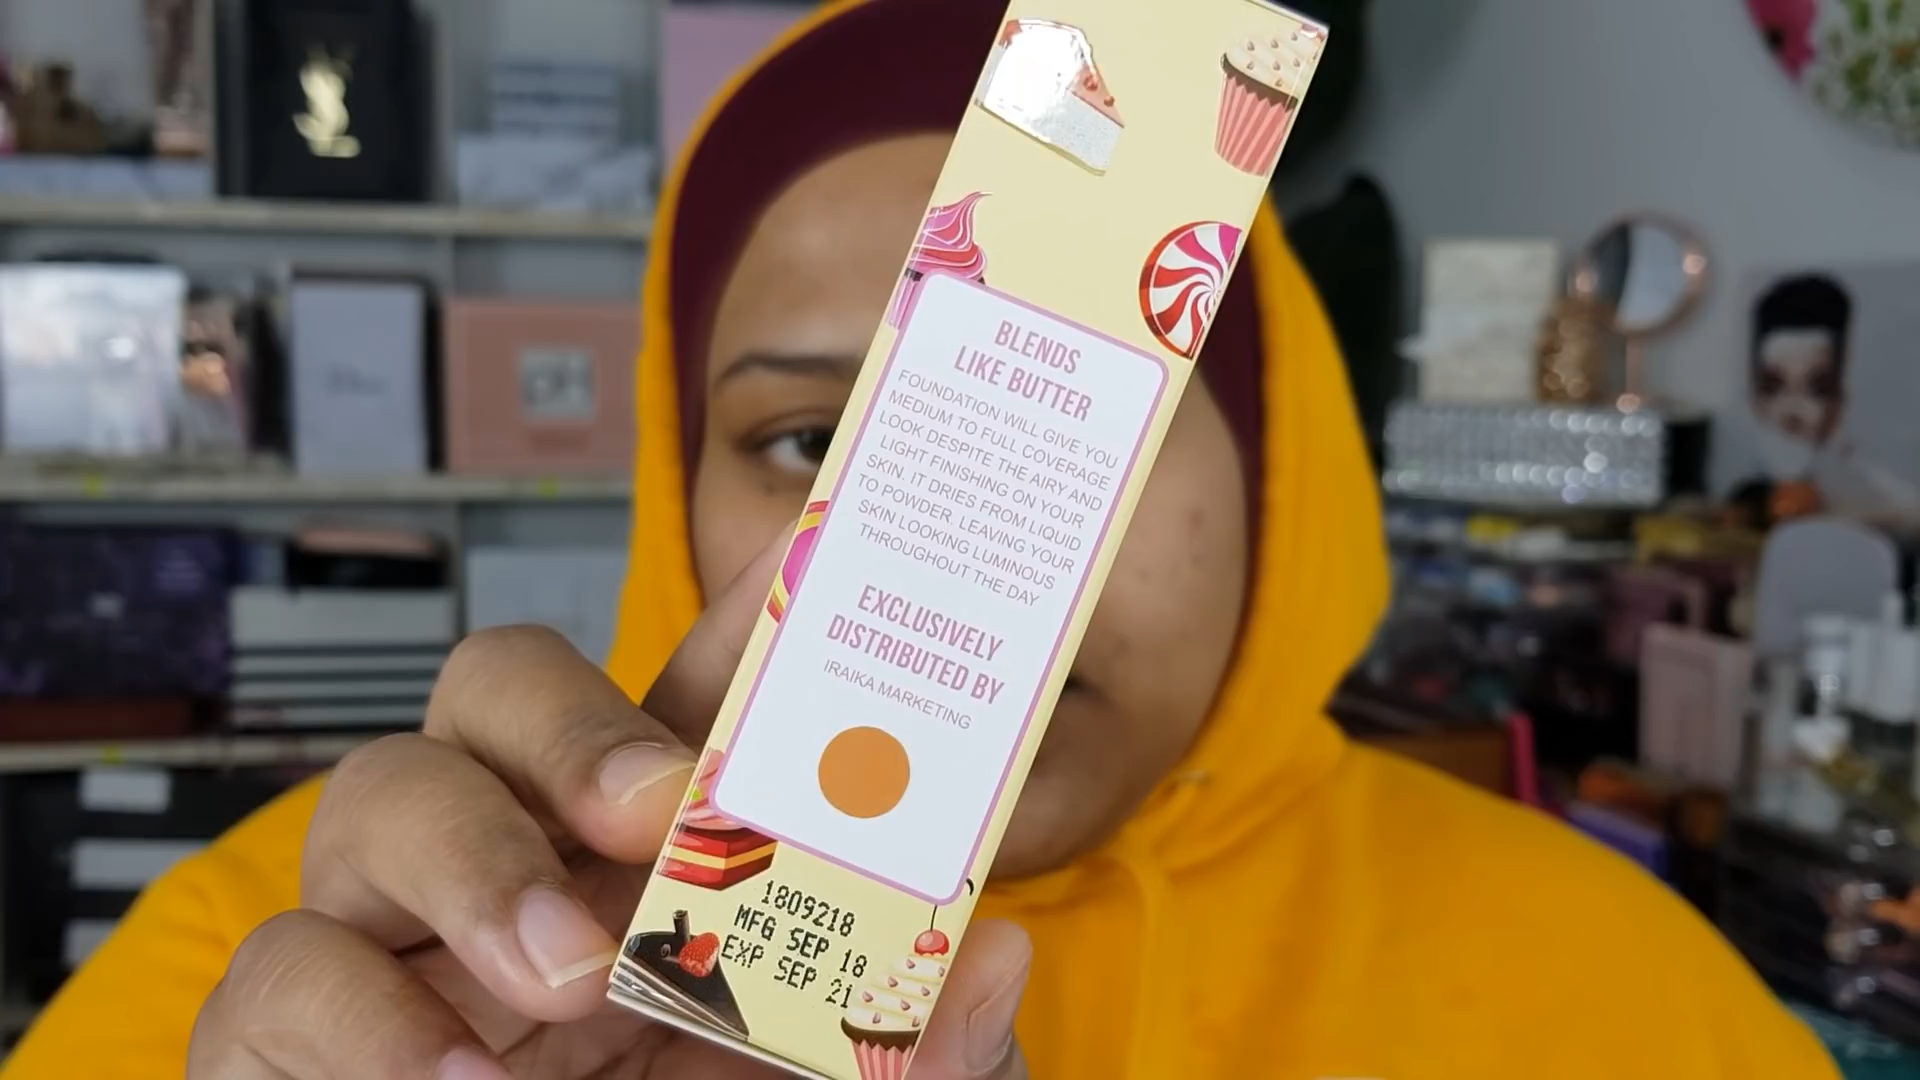 BLENDS
LIKE BUTTER
FOUNDATION WILL GIVE YOU
MEDIUM TO FULL COVERAGE
LOOK DESPITE THE AIRY AND
LIGHT FINISHING ON YOUR
SKIN. IT DRIES FROM LIQUID
TO POWDER. LEAVING YOUR
SKIN LOOKING LUMINOUS
THROUGHOUT THE DAY
EXCLUSIVELY
DISTRIBUTED BY
IRAIKA MARKETING
1809218
MFG SEP 18
EXP SEP 21